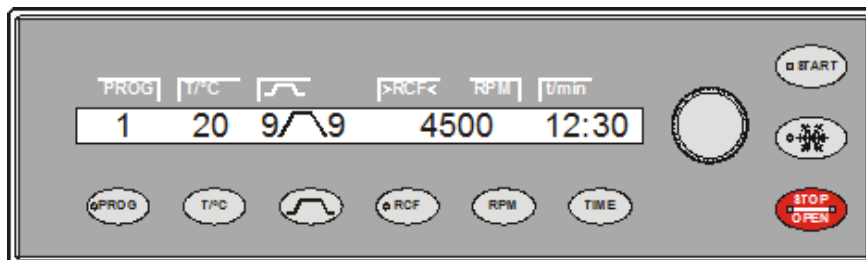 PROG T/°C >RCF< RPM t/min
1 20 9 9 4500 12:30
START
PROG T/°C RCF RPM TIME
STOP
OPEN